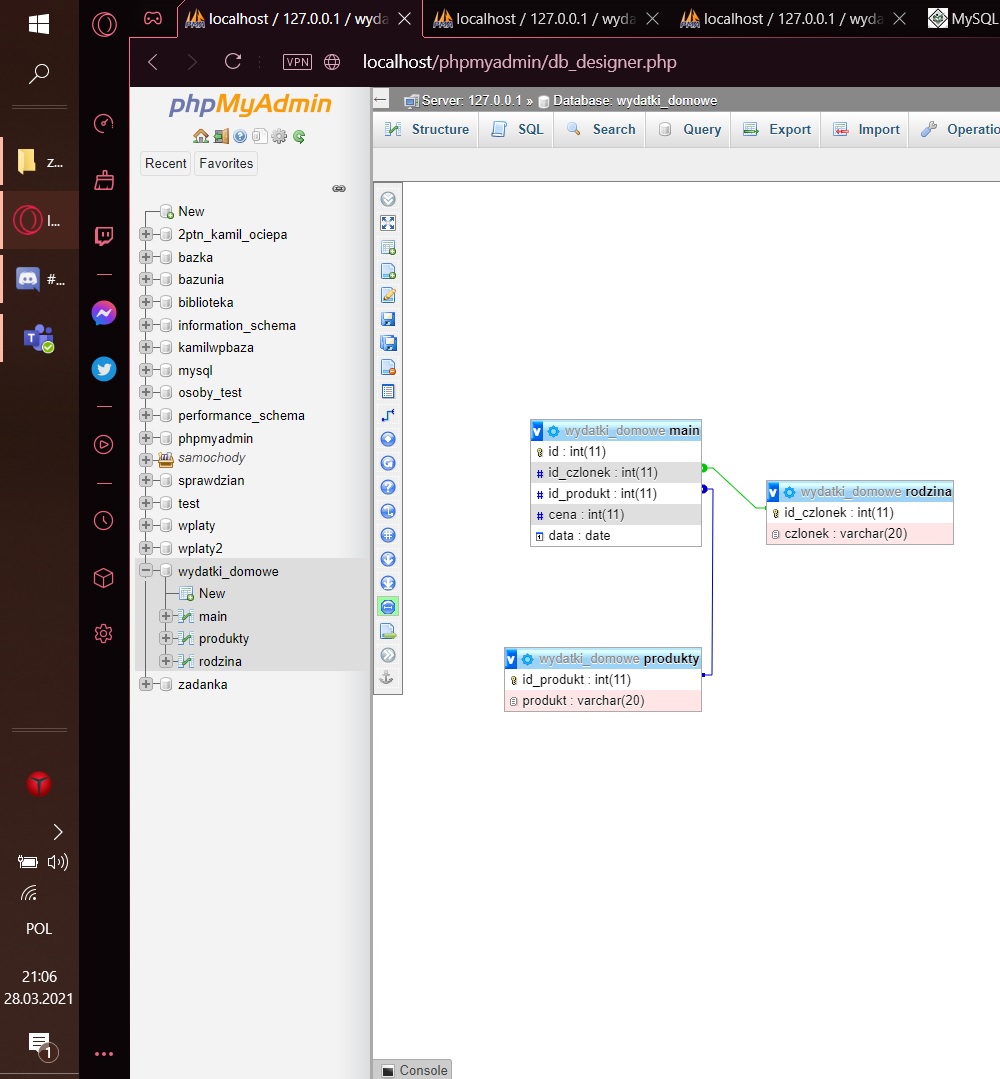 localhost / 127.0.0.1 / wyda
localhost / 127.0.0.1 / wyda
localhost / 127.0.0.1 / wyda
MySQL
VPN
localhost/phpmyadmin/db_designer.php
phpMyAdmin
Recent
Favorites
New
2ptn_kamil_ociepa
bazka
bazunia
biblioteka
information_schema
kamilwpbaza
mysql
osoby_test
performance_schema
phpmyadmin
samochody
sprawdzian
test
wplaty
wplaty2
wydatki_domowe
New
main
produkty
rodzina
zadanka
Server: 127.0.0.1 » Database: wydatki_domowe
Structure SQL Search Query Export Import Operatio
v wydatki_domowe main
id : int(11)
# id_czlonek : int(11)
# id_produkt : int(11)
# cena : int(11)
data : date
v wydatki_domowe rodzina
id_czlonek : int(11)
czlonek : varchar(20)
v wydatki_domowe produkty
id_produkt : int(11)
produkt : varchar(20)
Console
z...
l...
#...
POL
21:06
28.03.2021
1